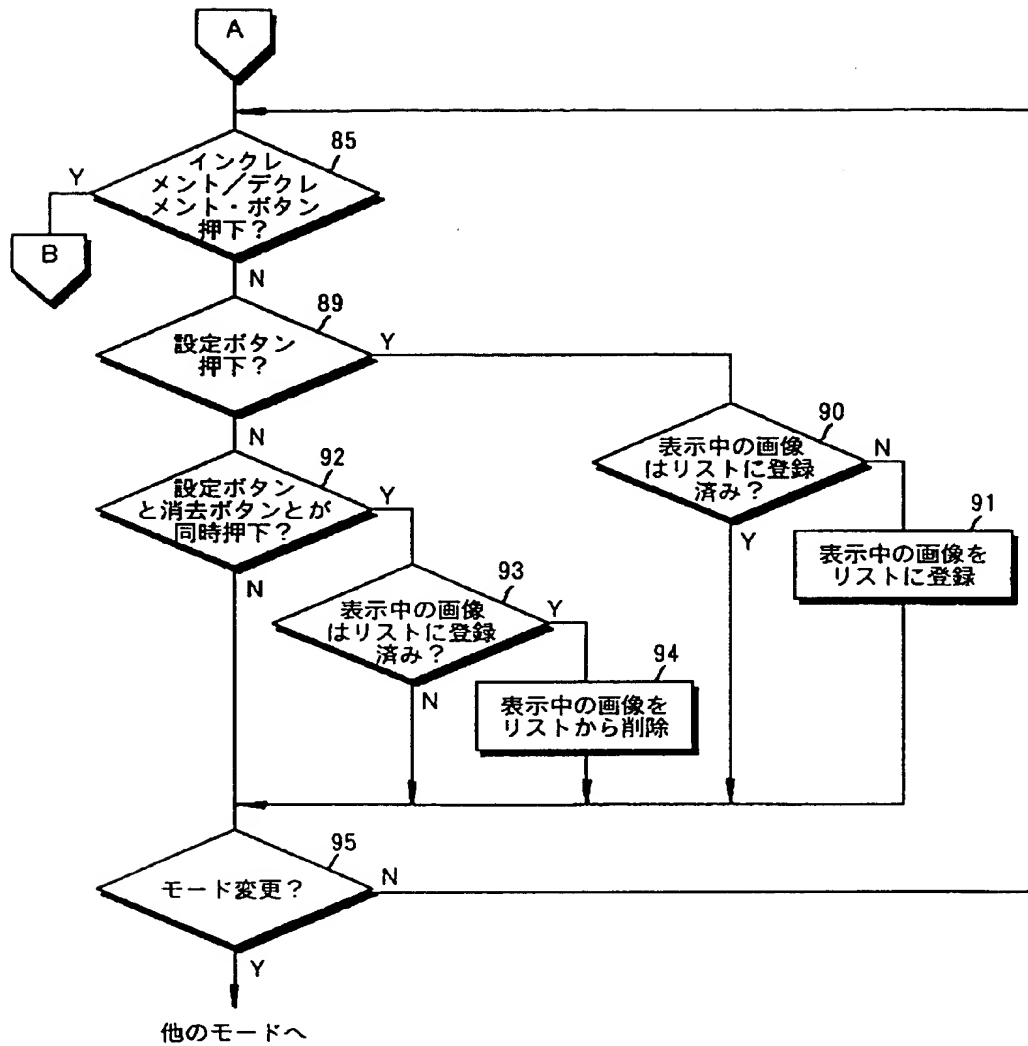 A
85
インクレ
メント／デクレ
メント・ボタン
押下？
Y
B
N
89
設定ボタン
押下？
Y
N
90
表示中の画像
はリストに登録
済み？
N
Y
91
表示中の画像を
リストに登録
92
設定ボタン
と消去ボタンとが
同時押下？
Y
N
93
表示中の画像
はリストに登録
済み？
Y
N
94
表示中の画像を
リストから削除
95
モード変更？
N
Y
他のモードへ